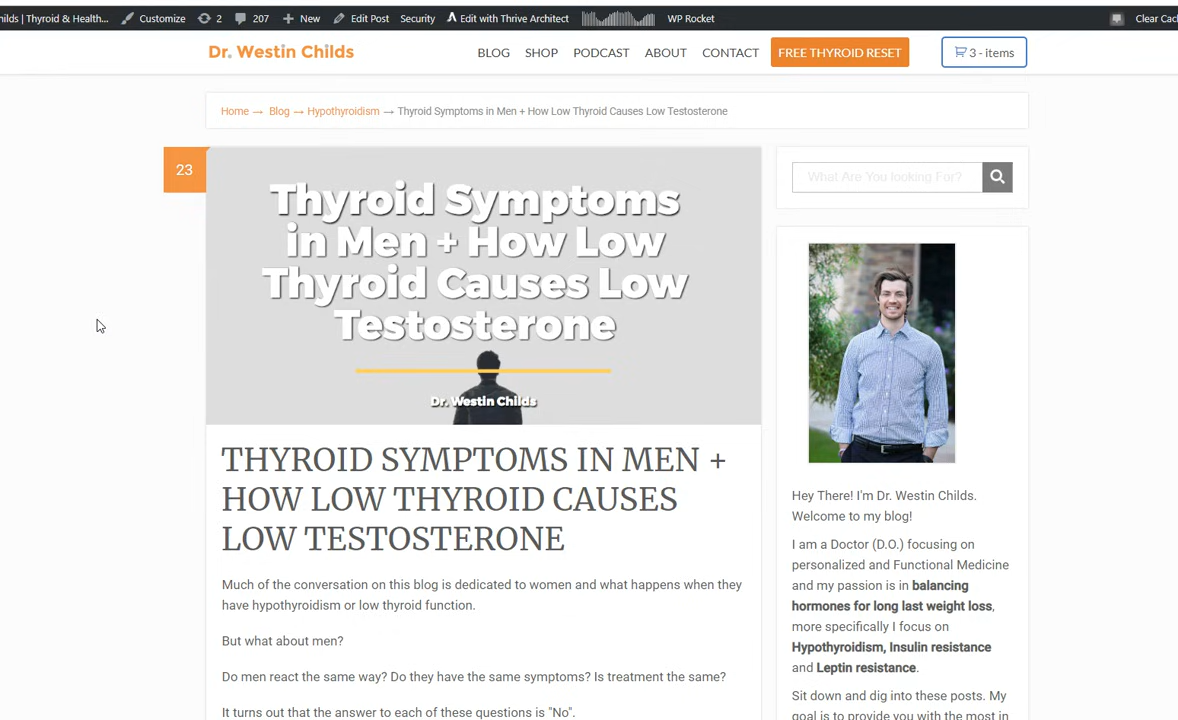 hilds | Thyroid & Health... Customize 2 207 New Edit Post Security Edit with Thrive Architect WP Rocket Clear Cac
Dr. Westin Childs BLOG SHOP PODCAST ABOUT CONTACT FREE THYROID RESET 3 - items
Home → Blog → Hypothyroidism → Thyroid Symptoms in Men + How Low Thyroid Causes Low Testosterone
23
Thyroid Symptoms
in Men + How Low
Thyroid Causes Low
Testosterone
Dr. Westin Childs
THYROID SYMPTOMS IN MEN +
HOW LOW THYROID CAUSES
LOW TESTOSTERONE
Much of the conversation on this blog is dedicated to women and what happens when they
have hypothyroidism or low thyroid function.
But what about men?
Do men react the same way? Do they have the same symptoms? Is treatment the same?
It turns out that the answer to each of these questions is "No".
What Are You looking For?
Hey There! I'm Dr. Westin Childs.
Welcome to my blog!
I am a Doctor (D.O.) focusing on
personalized and Functional Medicine
and my passion is in balancing
hormones for long last weight loss,
more specifically I focus on
Hypothyroidism, Insulin resistance
and Leptin resistance.
Sit down and dig into these posts. My
goal is to provide you with the most in